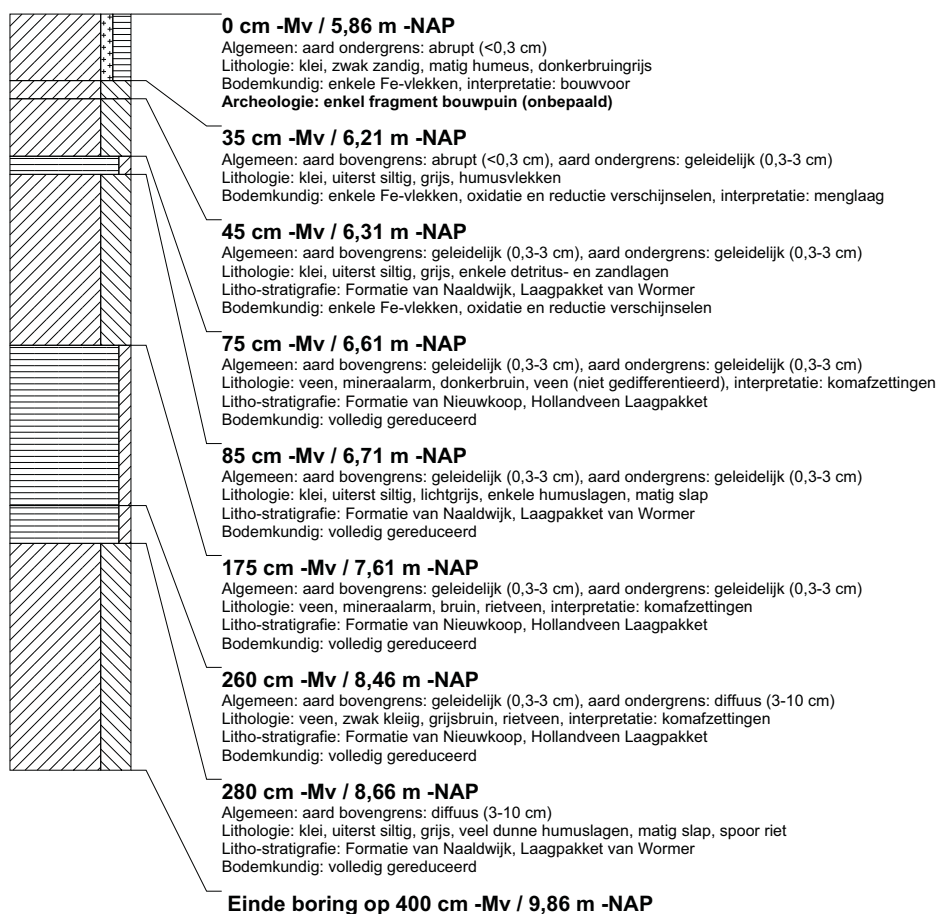 0 cm -Mv / 5,86 m -NAP
Algemeen: aard ondergrens: abrupt (<0,3 cm)
Lithologie: klei, zwak zandig, matig humeus, donkerbruingrijs
Bodemkundig: enkele Fe-vlekken, interpretatie: bouwvoor
Archeologie: enkel fragment bouwpuin (onbepaald)
35 cm -Mv / 6,21 m -NAP
Algemeen: aard bovengrens: abrupt (<0,3 cm), aard ondergrens: geleidelijk (0,3-3 cm)
Lithologie: klei, uiterst siltig, grijs, humusvlekken
Bodemkundig: enkele Fe-vlekken, oxidatie en reductie verschijnselen, interpretatie: menglaag
45 cm -Mv / 6,31 m -NAP
Algemeen: aard bovengrens: geleidelijk (0,3-3 cm), aard ondergrens: geleidelijk (0,3-3 cm)
Lithologie: klei, uiterst siltig, grijs, enkele detritus- en zandlagen
Litho-stratigrafie: Formatie van Naaldwijk, Laagpakket van Wormer
Bodemkundig: enkele Fe-vlekken, oxidatie en reductie verschijnselen
75 cm -Mv / 6,61 m -NAP
Algemeen: aard bovengrens: geleidelijk (0,3-3 cm), aard ondergrens: geleidelijk (0,3-3 cm)
Lithologie: veen, mineraalarm, donkerbruin, veen (niet gedifferentieerd), interpretatie: komafzettingen
Litho-stratigrafie: Formatie van Nieuwkoop, Hollandveen Laagpakket
Bodemkundig: volledig gereduceerd
85 cm -Mv / 6,71 m -NAP
Algemeen: aard bovengrens: geleidelijk (0,3-3 cm), aard ondergrens: geleidelijk (0,3-3 cm)
Lithologie: klei, uiterst siltig, lichtgrijs, enkele humuslagen, matig slap
Litho-stratigrafie: Formatie van Naaldwijk, Laagpakket van Wormer
Bodemkundig: volledig gereduceerd
175 cm -Mv / 7,61 m -NAP
Algemeen: aard bovengrens: geleidelijk (0,3-3 cm), aard ondergrens: geleidelijk (0,3-3 cm)
Lithologie: veen, mineraalarm, bruin, rietveen, interpretatie: komafzettingen
Litho-stratigrafie: Formatie van Nieuwkoop, Hollandveen Laagpakket
Bodemkundig: volledig gereduceerd
260 cm -Mv / 8,46 m -NAP
Algemeen: aard bovengrens: geleidelijk (0,3-3 cm), aard ondergrens: diffuus (3-10 cm)
Lithologie: veen, zwak kleiig, grijsbruin, rietveen, interpretatie: komafzettingen
Litho-stratigrafie: Formatie van Nieuwkoop, Hollandveen Laagpakket
Bodemkundig: volledig gereduceerd
280 cm -Mv / 8,66 m -NAP
Algemeen: aard bovengrens: diffuus (3-10 cm)
Lithologie: klei, uiterst siltig, grijs, veel dunne humuslagen, matig slap, spoor riet
Litho-stratigrafie: Formatie van Naaldwijk, Laagpakket van Wormer
Bodemkundig: volledig gereduceerd
Einde boring op 400 cm -Mv / 9,86 m -NAP